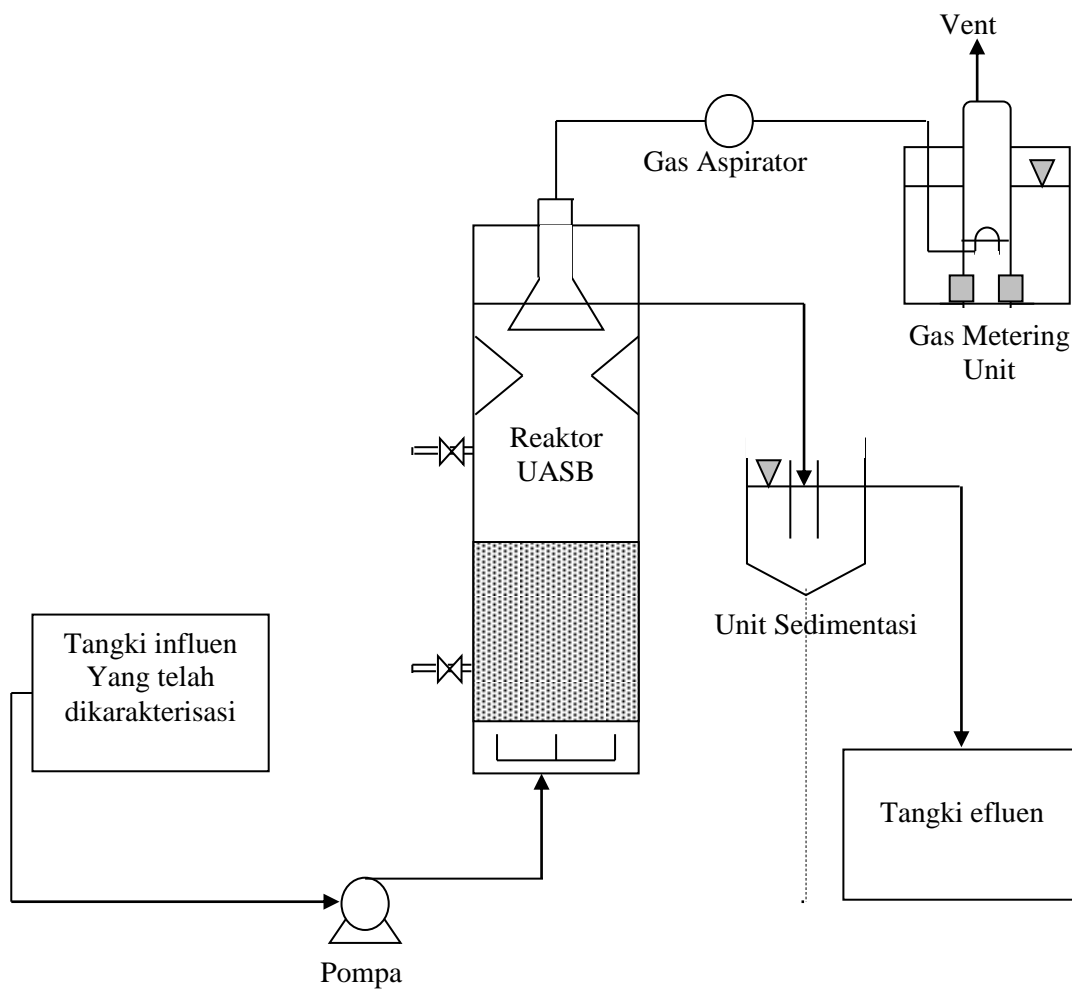 Vent
Gas Aspirator
Gas Metering
Unit
Reaktor
UASB
Unit Sedimentasi
Tangki influen
Yang telah
dikarakterisasi
Tangki efluen
Pompa